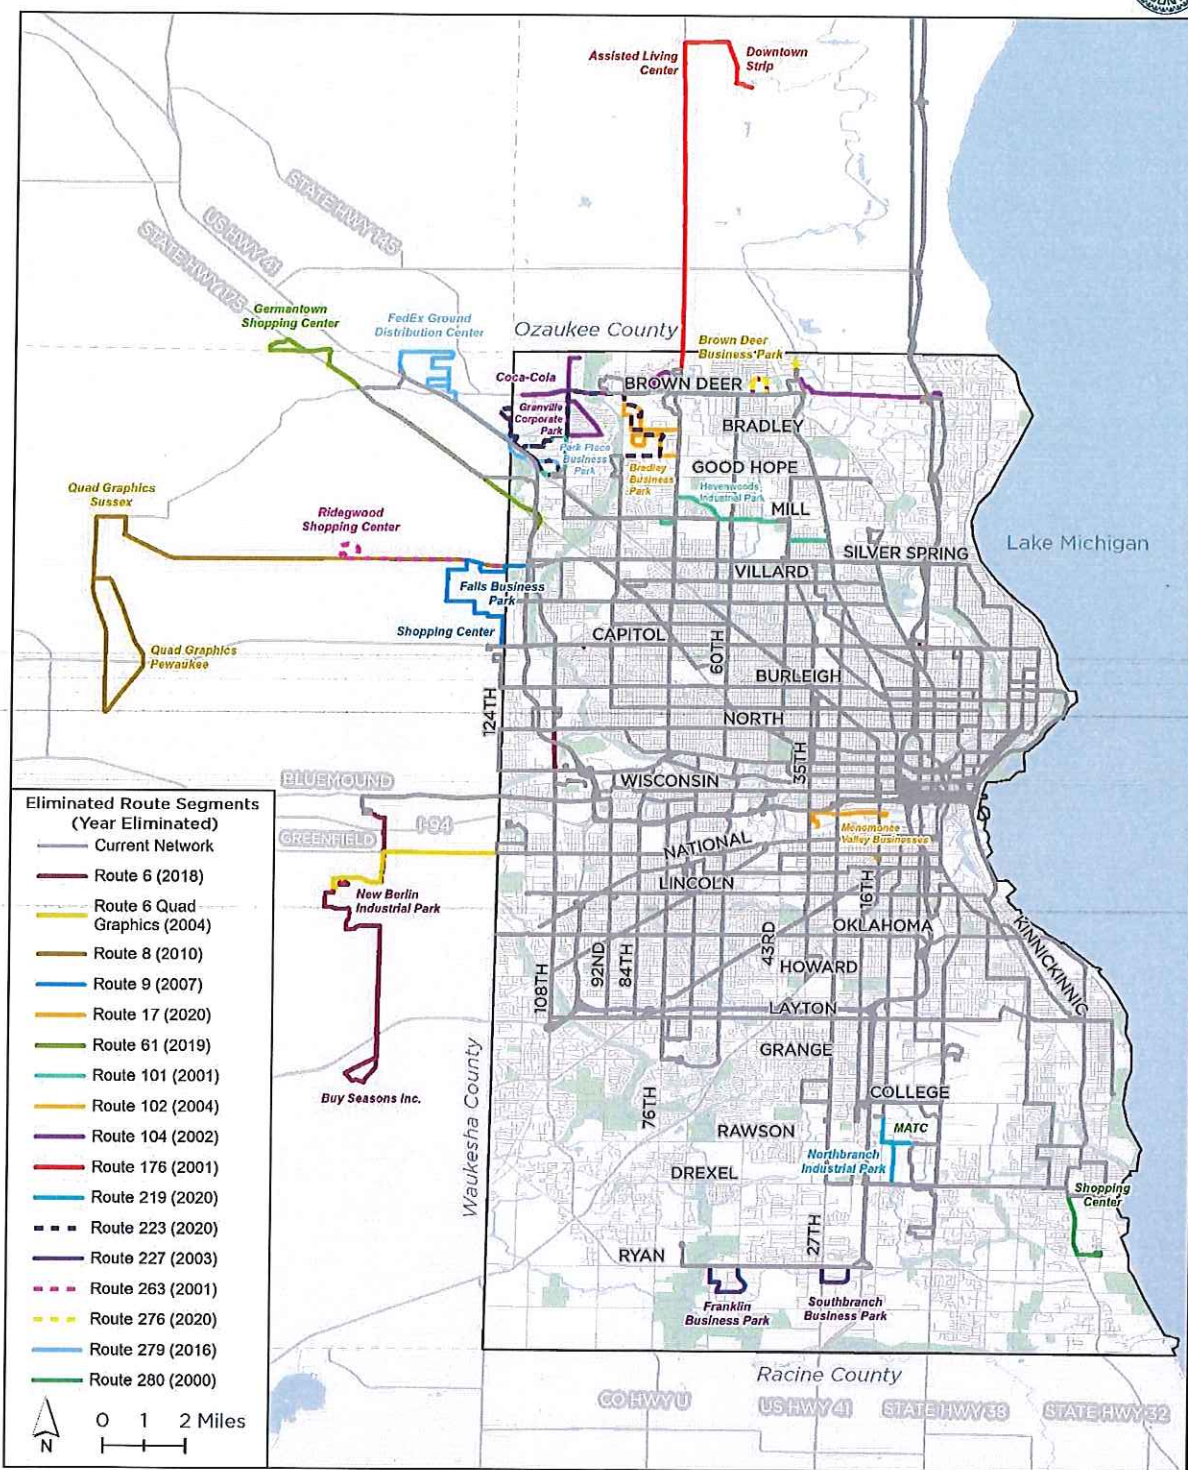 Assisted Living
Center
Downtown
Strip
STATE HWY 145
US HWY 41
STATE HWY 175
Germantown
Shopping Center
FedEx Ground
Distribution Center
Ozaukee County
Brown Deer
Business Park
Coca-Cola
BROWN DEER
Granville
Corporate
Park
BRADLEY
Park Place
Business
Park
Bradley
Business
Park
GOOD HOPE
Havenwoods
Industrial Park
MILL
Quad Graphics
Sussex
Ridegwood
Shopping Center
SILVER SPRING
Lake Michigan
VILLARD
Falls Business
Park
Shopping Center
CAPITOL
60TH
Quad Graphics
Pewaukee
BURLEIGH
124TH
NORTH
35TH
BLUEMOUND
WISCONSIN
I-94
GREENFIELD
Menomonee
Valley Businesses
NATIONAL
LINCOLN
16TH
New Berlin
Industrial Park
OKLAHOMA
KINNICKINNIC
43RD
92ND
84TH
108TH
HOWARD
LAYTON
GRANGE
Waukesha County
COLLEGE
Buy Seasons Inc.
76TH
RAWSON
MATC
Northbranch
Industrial Park
DREXEL
Shopping
Center
27TH
RYAN
Franklin
Business Park
Southbranch
Business Park
Racine County
CO HWY U
US HWY 41
STATE HWY 38
STATE HWY 32
Eliminated Route Segments
(Year Eliminated)
Current Network
Route 6 (2018)
Route 6 Quad
Graphics (2004)
Route 8 (2010)
Route 9 (2007)
Route 17 (2020)
Route 61 (2019)
Route 101 (2001)
Route 102 (2004)
Route 104 (2002)
Route 176 (2001)
Route 219 (2020)
Route 223 (2020)
Route 227 (2003)
Route 263 (2001)
Route 276 (2020)
Route 279 (2016)
Route 280 (2000)
0 1 2 Miles
N